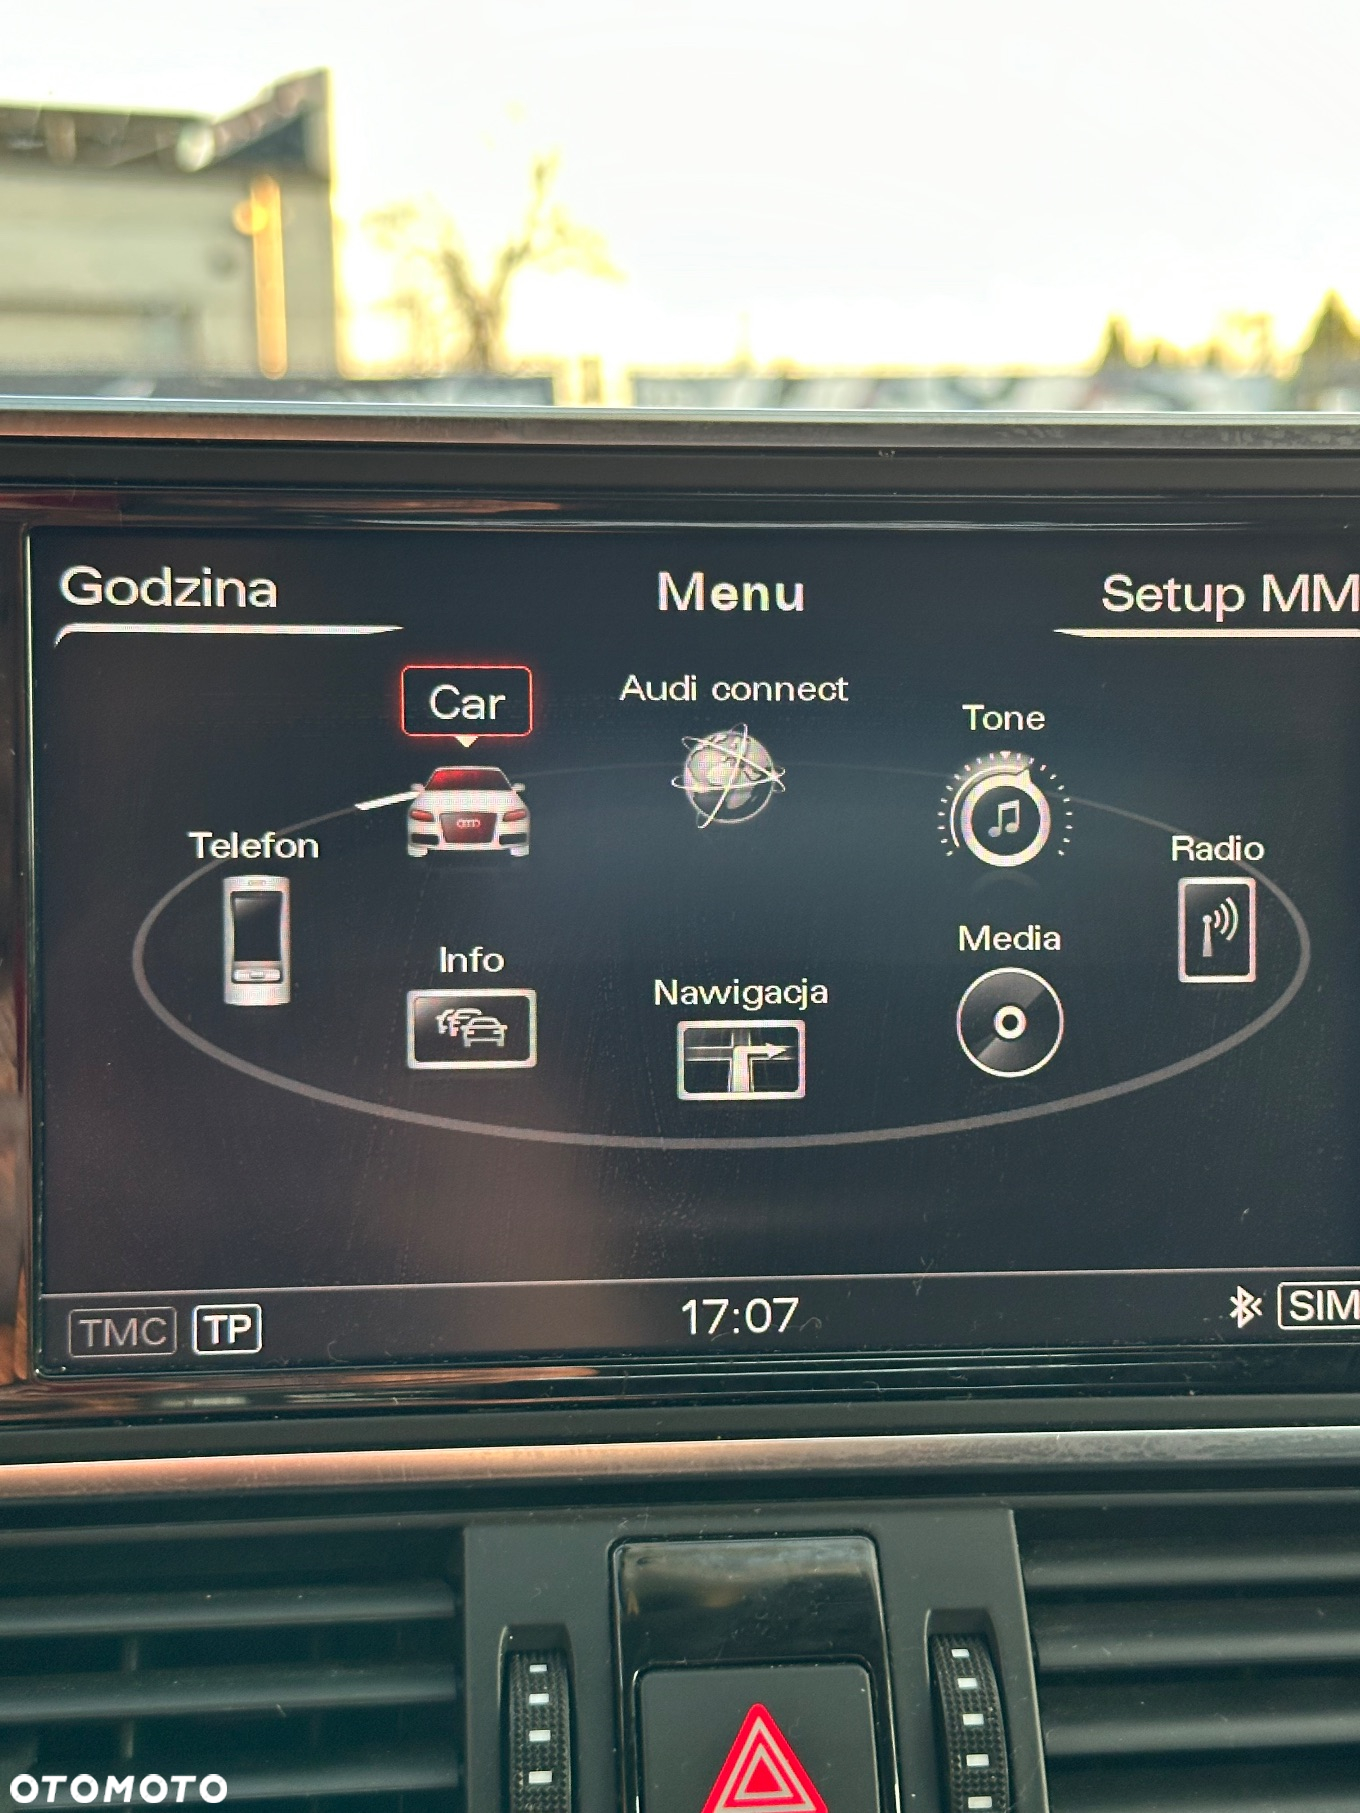 Godzina
Menu
Setup MM
Car
Audi connect
Tone
Telefon
Radio
Info
Media
Nawigacja
TMC
TP
17:07
SIM
OTOMOTO